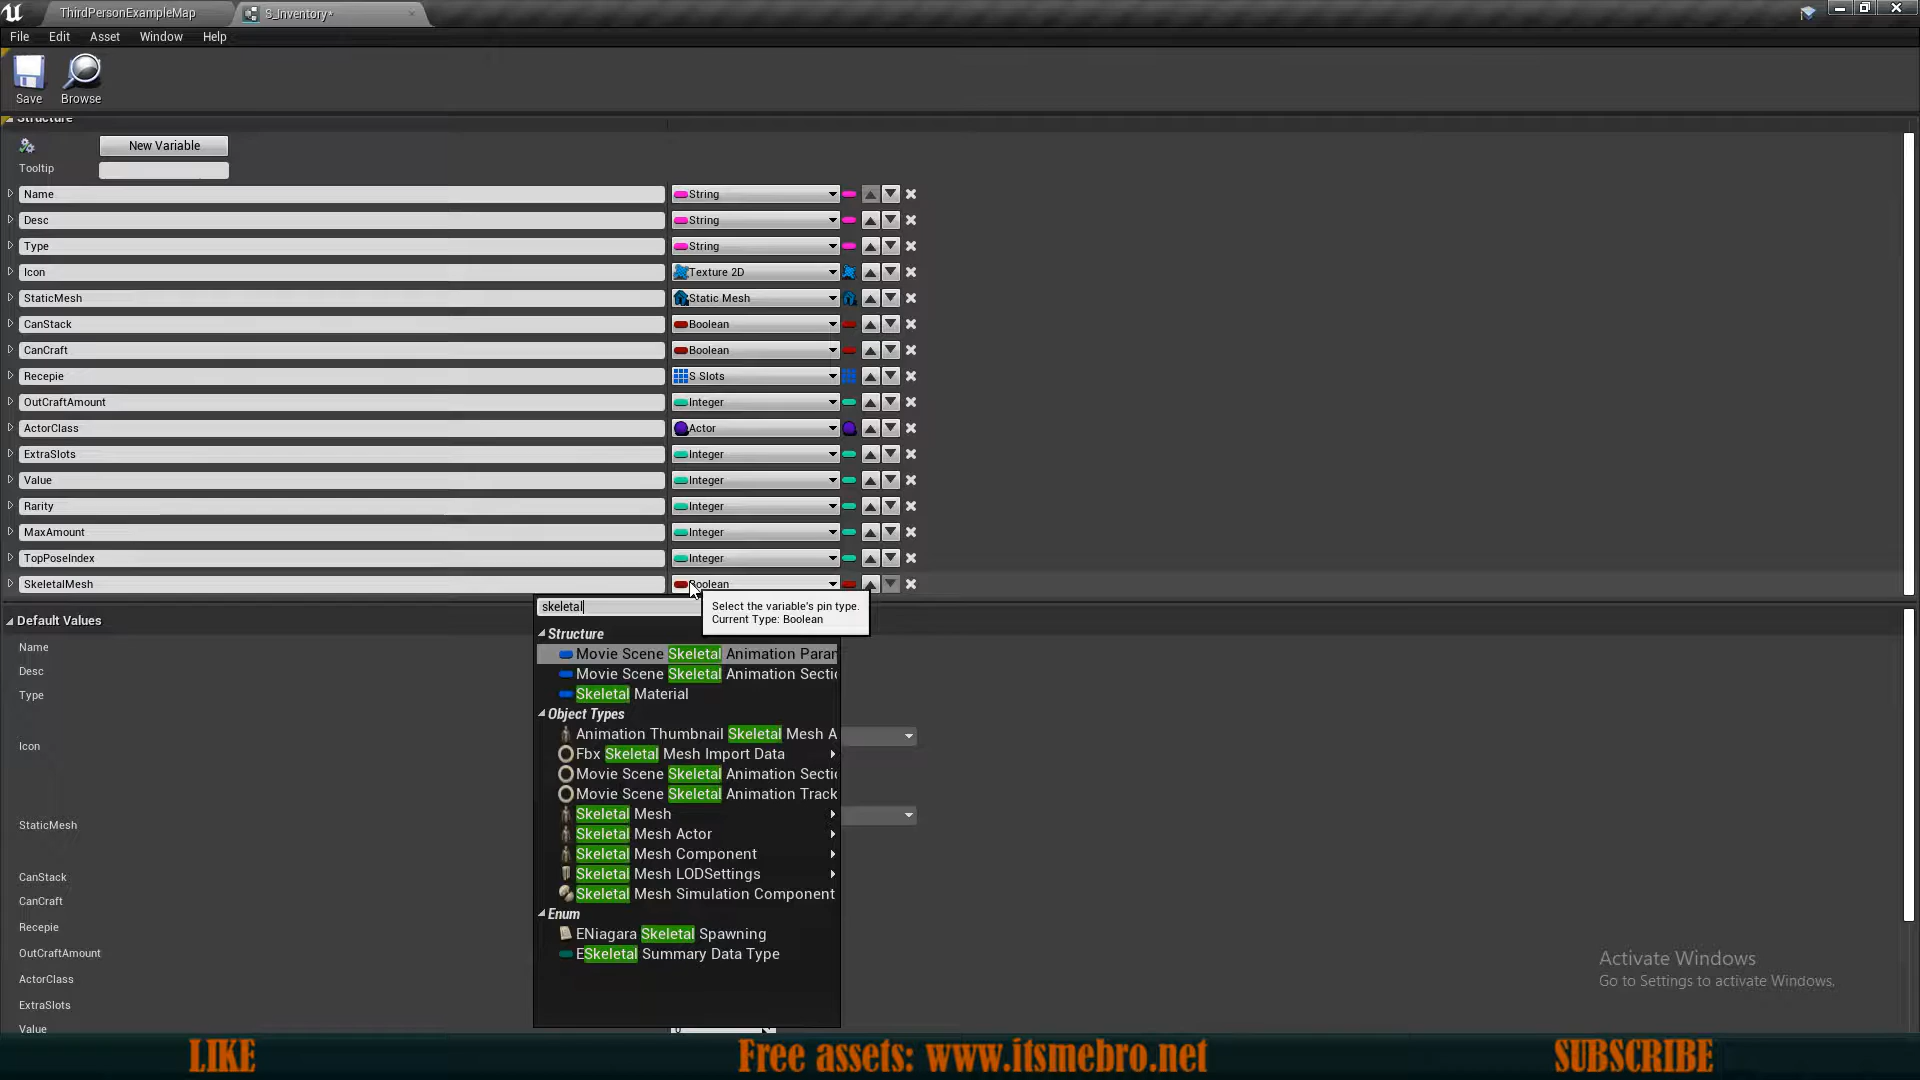 ThirdPersonExampleMap
S_Inventory*
File Edit Asset Window Help
Save Browse
Structure
New Variable
Tooltip
Name String
Desc String
Type String
Icon Texture 2D
StaticMesh Static Mesh
CanStack Boolean
CanCraft Boolean
Recepie S Slots
OutCraftAmount Integer
ActorClass Actor
ExtraSlots Integer
Value Integer
Rarity Integer
MaxAmount Integer
TopPoseIndex Integer
SkeletalMesh Boolean
skeletal
Select the variable's pin type.
Current Type: Boolean
Structure
Movie Scene Skeletal Animation Param
Movie Scene Skeletal Animation Secti
Skeletal Material
Object Types
Animation Thumbnail Skeletal Mesh A
Fbx Skeletal Mesh Import Data
Movie Scene Skeletal Animation Secti
Movie Scene Skeletal Animation Track
Skeletal Mesh
Skeletal Mesh Actor
Skeletal Mesh Component
Skeletal Mesh LODSettings
Skeletal Mesh Simulation Component
Enum
ENiagara Skeletal Spawning
ESkeletal Summary Data Type
Default Values
Name
Desc
Type
Icon
StaticMesh
CanStack
CanCraft
Recepie
OutCraftAmount
ActorClass
ExtraSlots
Value
Activate Windows
Go to Settings to activate Windows.
LIKE
Free assets: www.itsmebro.net
SUBSCRIBE